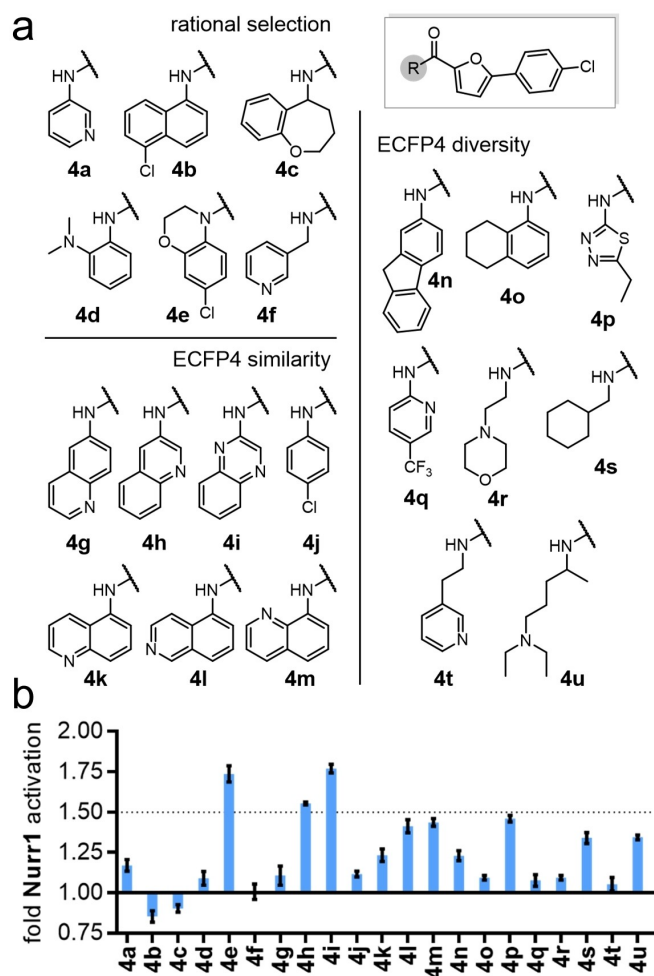 a
rational selection
O
R
O
Cl
HN
N
4a
HN
Cl
4b
HN
O
4c
N
HN
4d
N
O
Cl
4e
HN
N
4f
ECFP4 similarity
HN
N
4g
HN
N
4h
HN
N
N
4i
HN
Cl
4j
HN
N
4k
HN
N
4l
HN
N
4m
ECFP4 diversity
HN
4n
HN
4o
HN
N
N
S
4p
HN
N
CF3
4q
HN
N
O
4r
HN
4s
HN
N
4t
HN
N
4u
b
fold Nurr1 activation
2.00
1.75
1.50
1.25
1.00
0.75
4a
4b
4c
4d
4e
4f
4g
4h
4i
4j
4k
4l
4m
4n
4o
4p
4q
4r
4s
4t
4u